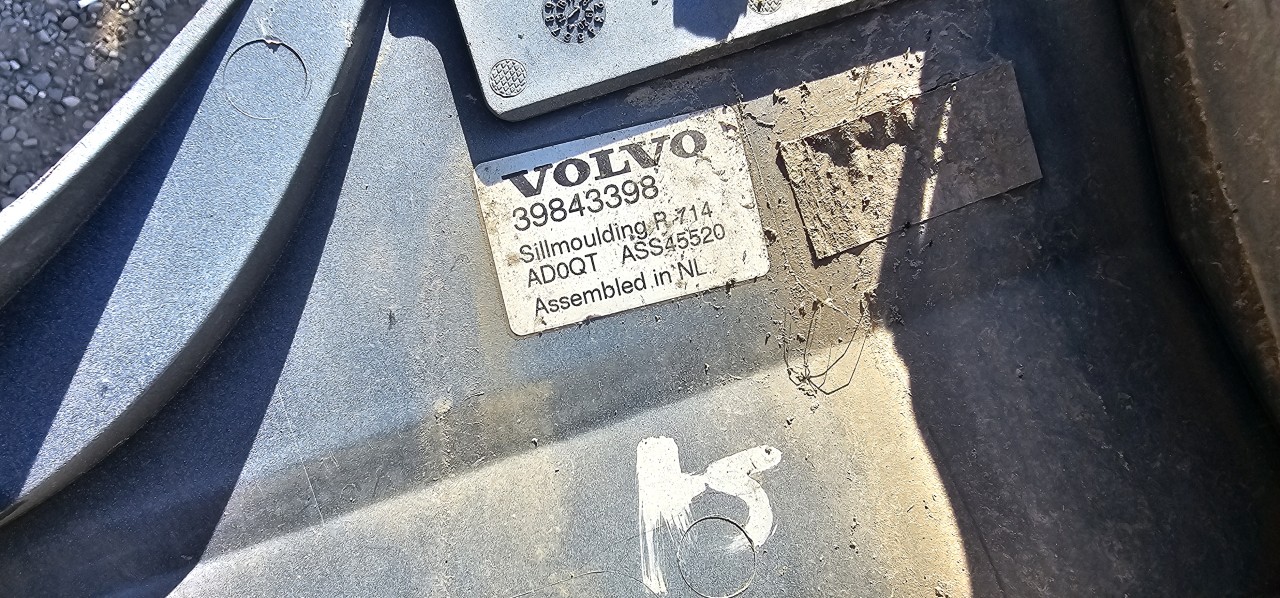 VOLVO
39843398
Sillmoulding R-714
AD0QT ASS45520
Assembled in NL